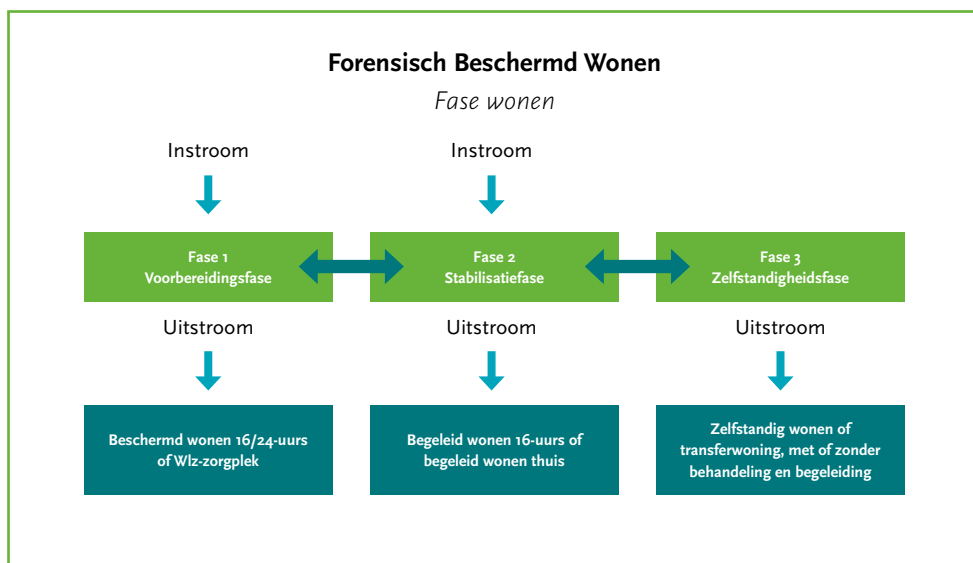 Forensisch Beschermd Wonen
Fase wonen
Instroom
Instroom
Fase 1
Voorbereidingsfase
Fase 2
Stabilisatiefase
Fase 3
Zelfstandigheidsfase
Uitstroom
Uitstroom
Uitstroom
Beschermd wonen 16/24-uurs
of Wlz-zorgplek
Begeleid wonen 16-uurs of
begeleid wonen thuis
Zelfstandig wonen of
transferwoning, met of zonder
behandeling en begeleiding